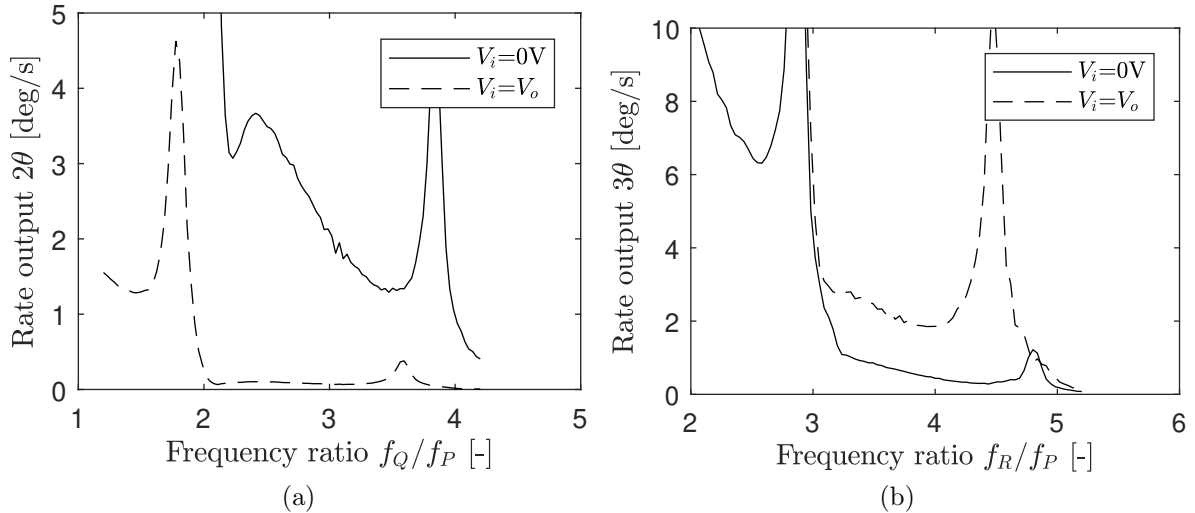 Rate output 2θ [deg/s]
5
4
3
2
1
0
1 2 3 4 5
V_i=0V
V_i=V_o
Frequency ratio f_Q/f_P [-]
(a)
Rate output 3θ [deg/s]
10
8
6
4
2
0
2 3 4 5 6
V_i=0V
V_i=V_o
Frequency ratio f_R/f_P [-]
(b)